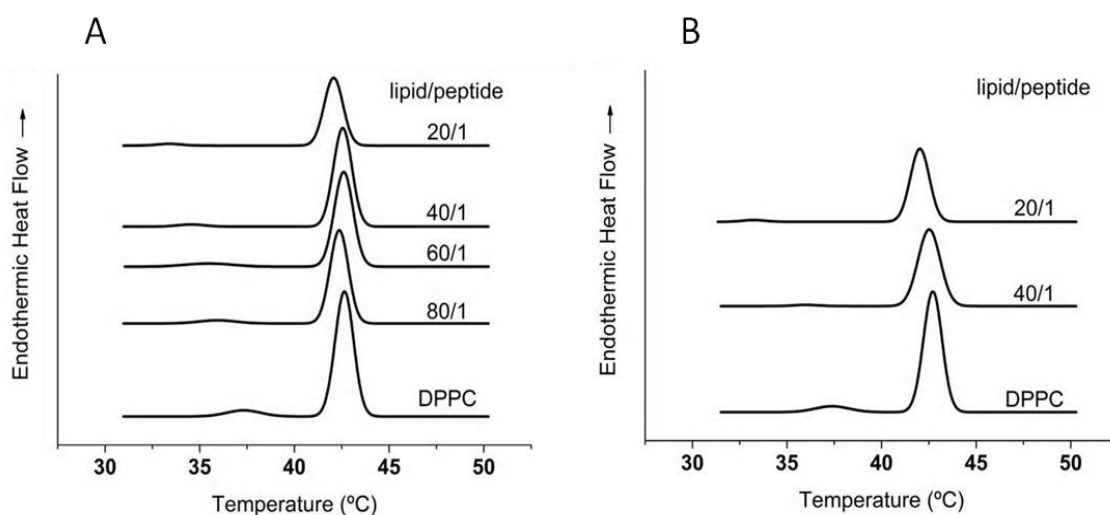 A
lipid/peptide
20/1
40/1
60/1
80/1
DPPC
Endothermic Heat Flow →
30 35 40 45 50
Temperature (ºC)
B
lipid/peptide
20/1
40/1
DPPC
Endothermic Heat Flow →
30 35 40 45 50
Temperature (ºC)